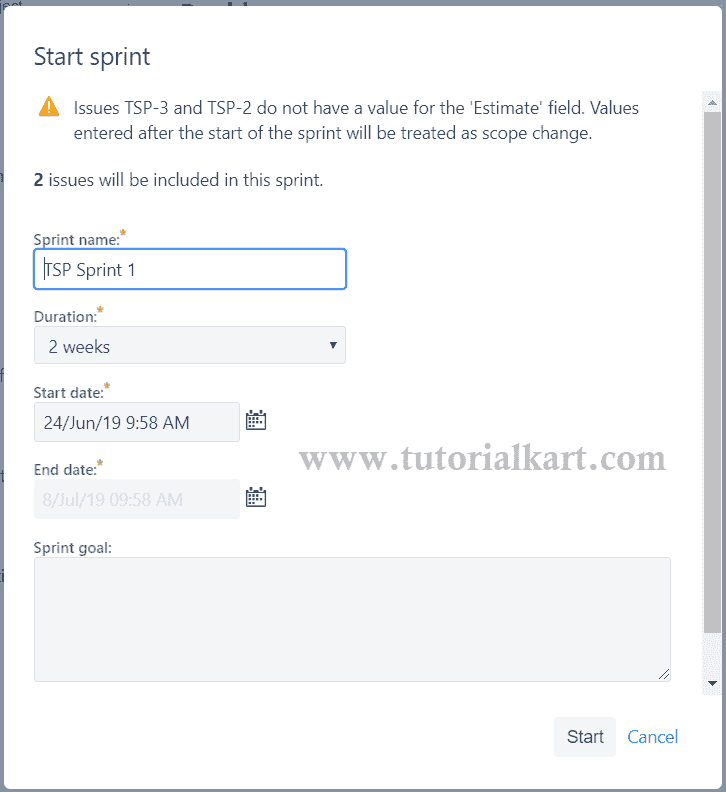 Start sprint
Issues TSP-3 and TSP-2 do not have a value for the 'Estimate' field. Values
entered after the start of the sprint will be treated as scope change.
2 issues will be included in this sprint.
Sprint name:*
TSP Sprint 1
Duration:*
2 weeks
Start date:*
24/Jun/19 9:58 AM
www.tutorialkart.com
End date:*
8/Jul/19 09:58 AM
Sprint goal:
Start Cancel